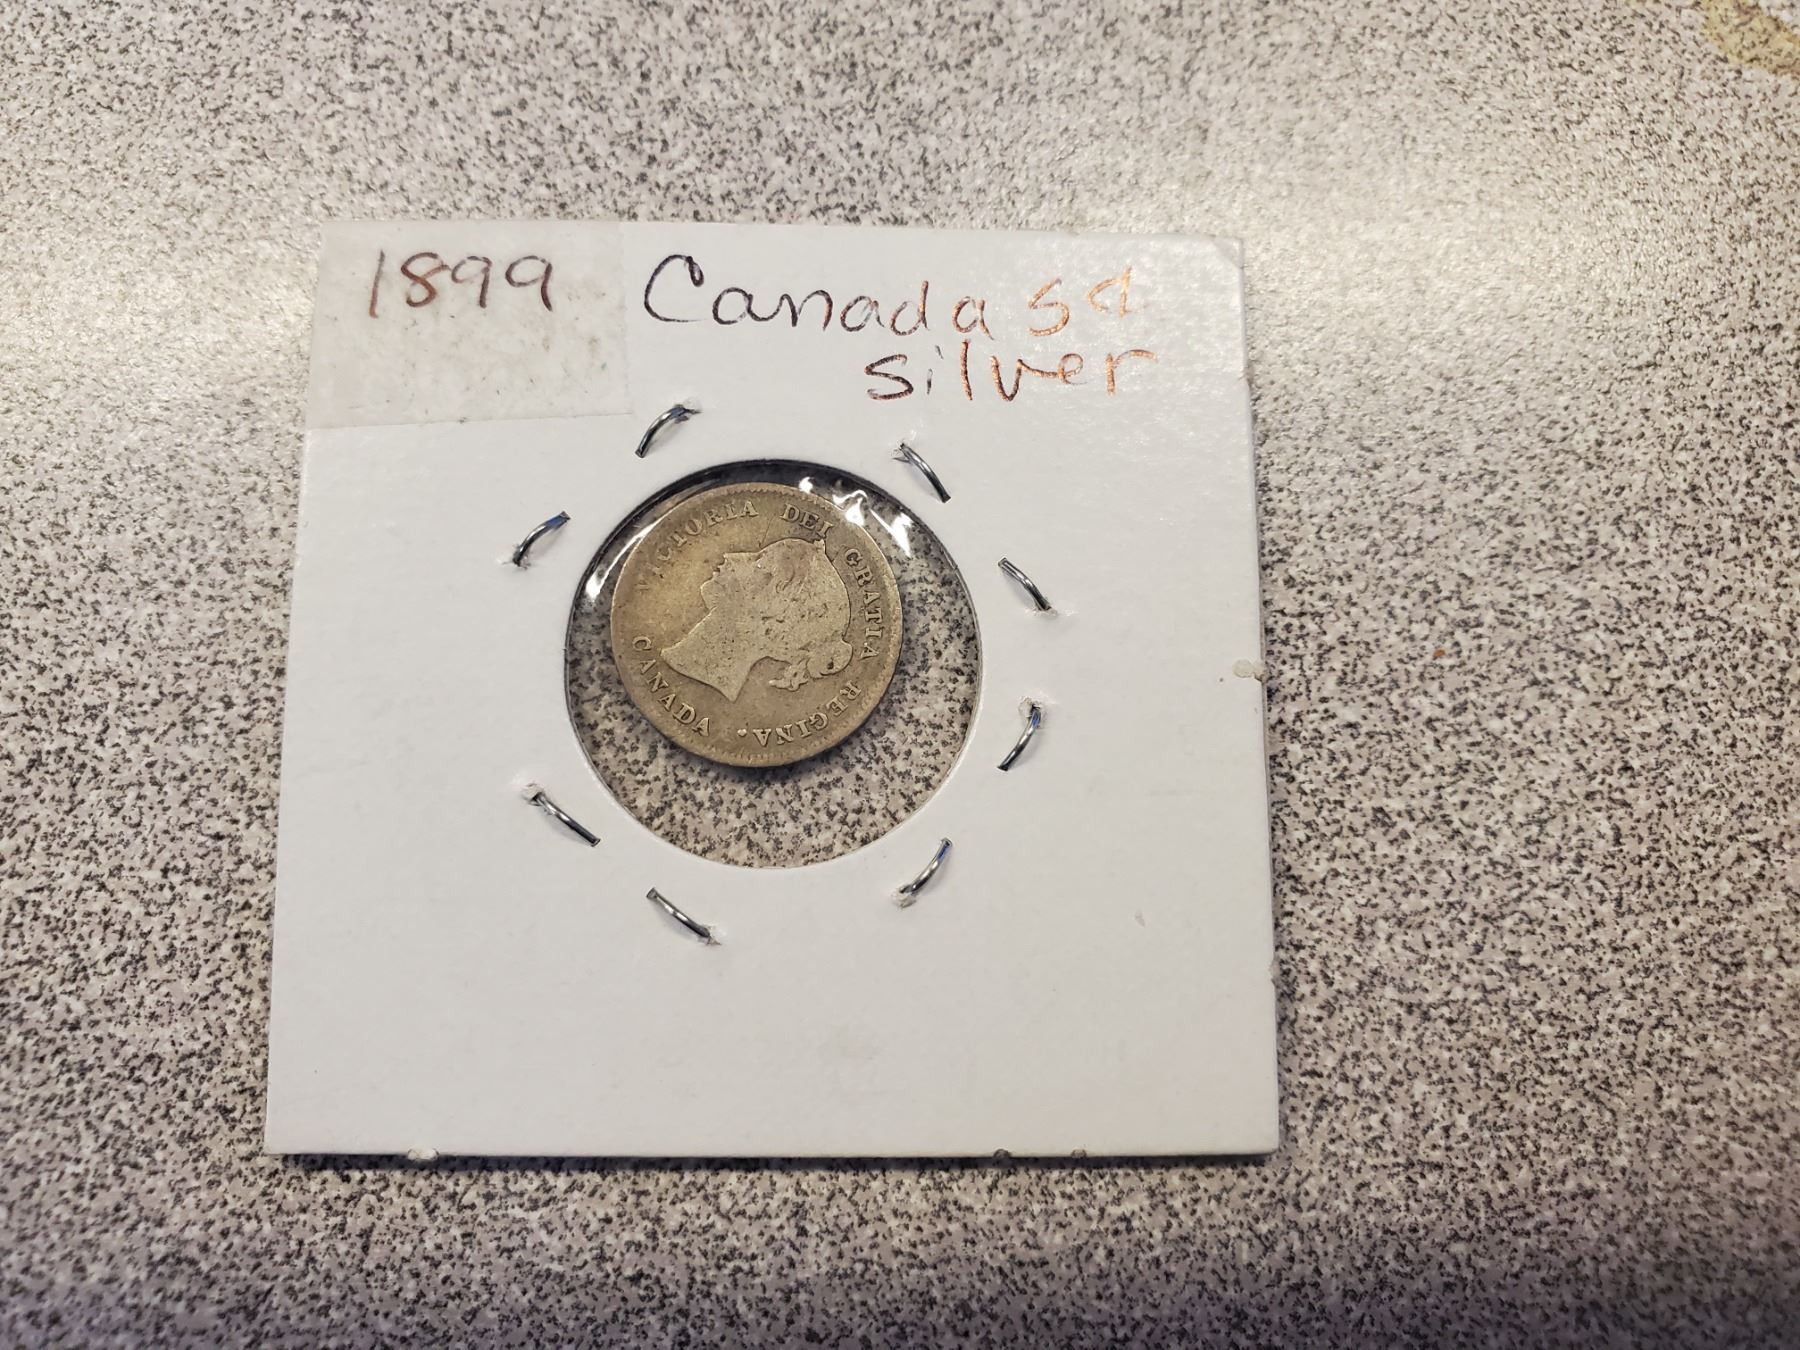 1899 Canada 5¢
silver
VICTORIA DEI GRATIA REGINA • CANADA